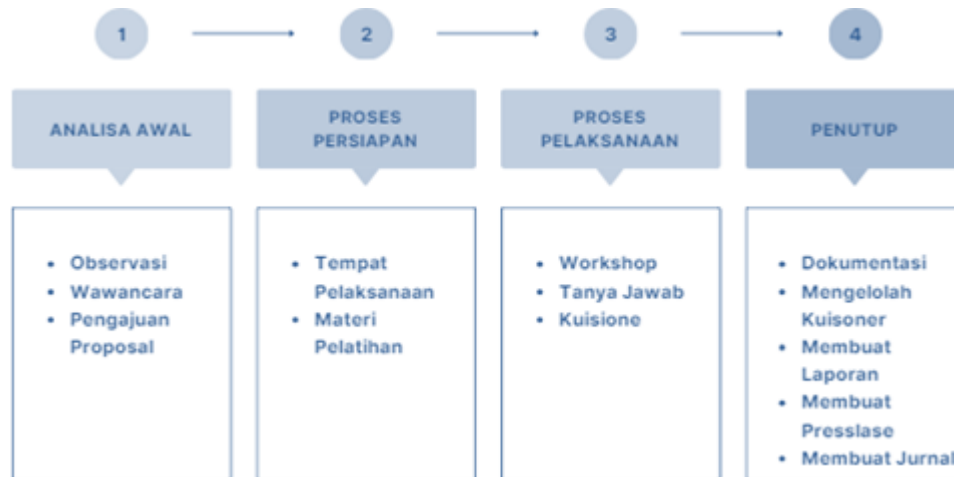 1
2
3
4
ANALISA AWAL
PROSES
PERSIAPAN
PROSES
PELAKSANAAN
PENUTUP
• Observasi
• Wawancara
• Pengajuan
Proposal
• Tempat
Pelaksanaan
• Materi
Pelatihan
• Workshop
• Tanya Jawab
• Kuisione
• Dokumentasi
• Mengelolah
Kuisoner
• Membuat
Laporan
• Membuat
Presslase
• Membuat Jurnal